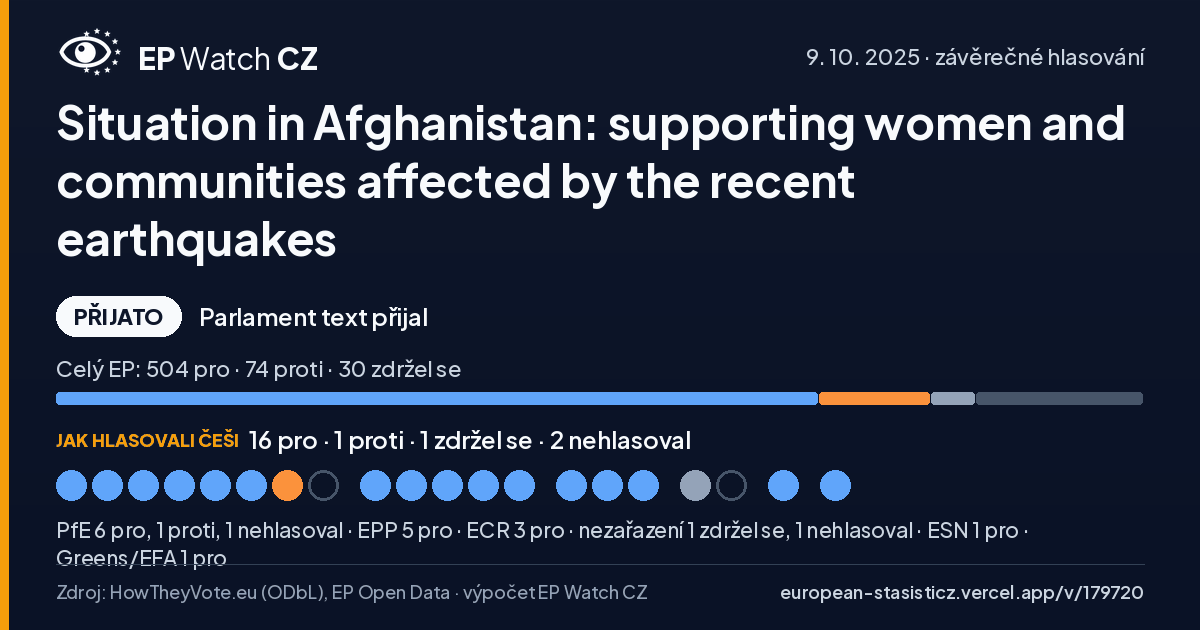 EP Watch CZ
9. 10. 2025 · závěrečné hlasování
Situation in Afghanistan: supporting women and
communities affected by the recent
earthquakes
PŘIJATO Parlament text přijal
Celý EP: 504 pro · 74 proti · 30 zdržel se
JAK HLASOVALI ČEŠI 16 pro · 1 proti · 1 zdržel se · 2 nehlasoval
PfE 6 pro, 1 proti, 1 nehlasoval · EPP 5 pro · ECR 3 pro · nezařazení 1 zdržel se, 1 nehlasoval · ESN 1 pro ·
Greens/EFA 1 pro
Zdroj: HowTheyVote.eu (ODbL), EP Open Data · výpočet EP Watch CZ
european-stasisticz.vercel.app/v/179720